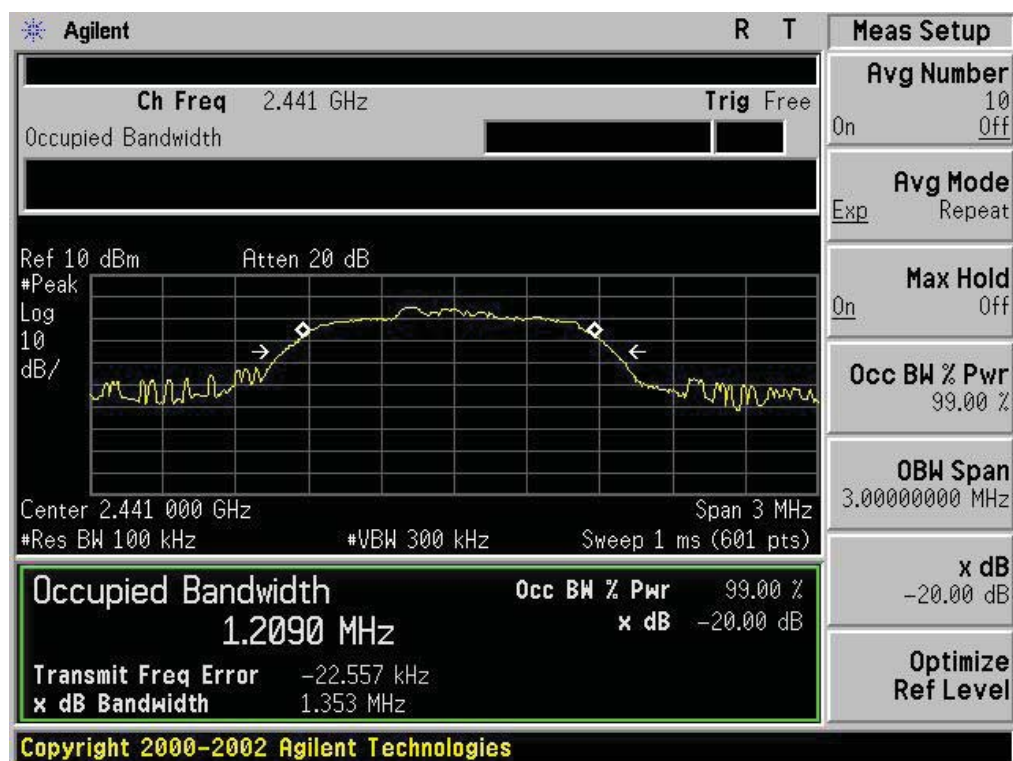 Agilent R T
Ch Freq 2.441 GHz Trig Free
Occupied Bandwidth
Ref 10 dBm Atten 20 dB
#Peak
Log
10
dB/
Center 2.441 000 GHz Span 3 MHz
#Res BW 100 kHz #VBW 300 kHz Sweep 1 ms (601 pts)
Occupied Bandwidth Occ BW % Pwr 99.00 %
1.2090 MHz x dB -20.00 dB
Transmit Freq Error -22.557 kHz
x dB Bandwidth 1.353 MHz
Copyright 2000-2002 Agilent Technologies
Meas Setup
Avg Number
10
On Off
Avg Mode
Exp Repeat
Max Hold
On Off
Occ BW % Pwr
99.00 %
OBW Span
3.00000000 MHz
x dB
-20.00 dB
Optimize
Ref Level